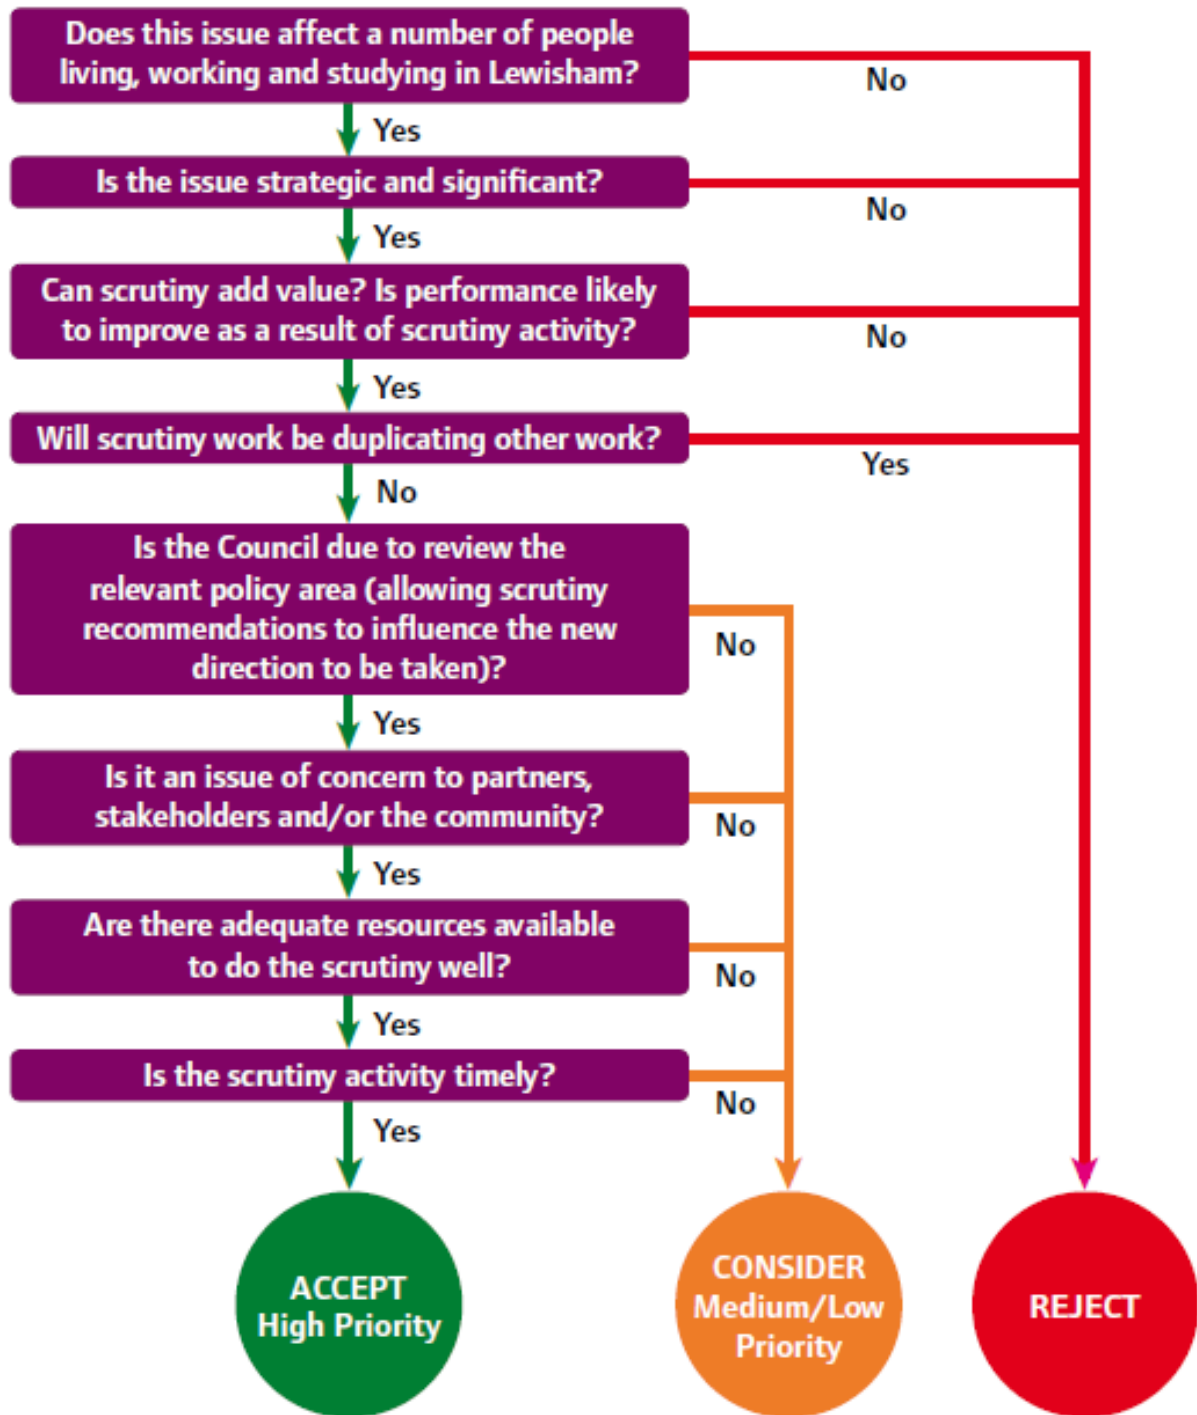 Does this issue affect a number of people
living, working and studying in Lewisham?
No
Yes
Is the issue strategic and significant?
No
Yes
Can scrutiny add value? Is performance likely
to improve as a result of scrutiny activity?
No
Yes
Will scrutiny work be duplicating other work?
Yes
No
Is the Council due to review the
relevant policy area (allowing scrutiny
recommendations to influence the new
direction to be taken)?
No
Yes
Is it an issue of concern to partners,
stakeholders and/or the community?
No
Yes
Are there adequate resources available
to do the scrutiny well?
No
Yes
Is the scrutiny activity timely?
No
Yes
ACCEPT
High Priority
CONSIDER
Medium/Low
Priority
REJECT